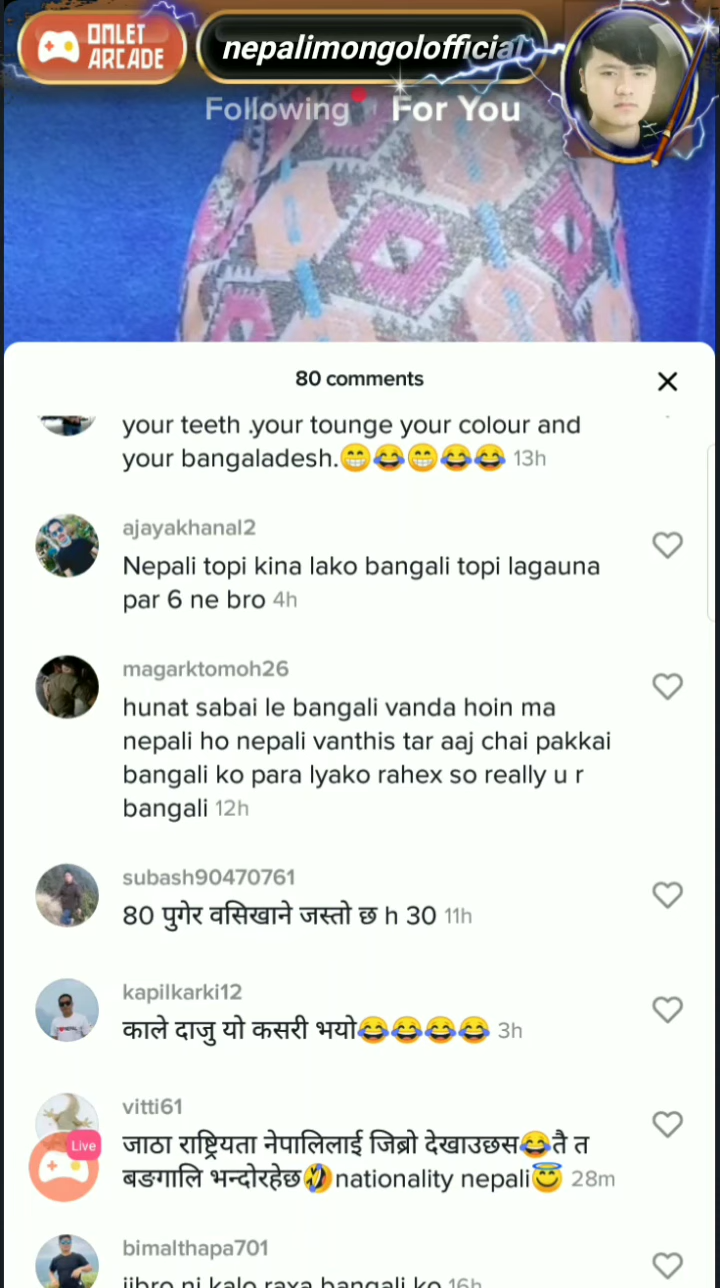 OMLET
ARCADE
nepalimongolofficial
Following
For You
80 comments
your teeth .your tounge your colour and
your bangaladesh.😁😂😁😂😂 13h
ajayakhanal2
Nepali topi kina lako bangali topi lagauna
par 6 ne bro 4h
magarktomoh26
hunat sabai le bangali vanda hoin ma
nepali ho nepali vanthis tar aaj chai pakkai
bangali ko para lyako rahex so really u r
bangali 12h
subash90470761
80 पुगेर वसिखाने जस्तो छ h 30 11h
kapilkarki12
काले दाजु यो कसरी भयो😂😂😂😂 3h
vitti61
Live
जाठा राष्ट्रियता नेपालिलाई जिब्रो देखाउछस😂तै त
बङगालि भन्दोरहेछ🤣nationality nepali😇 28m
bimalthapa701
jibro ni kalo raxa bangali ko 16h